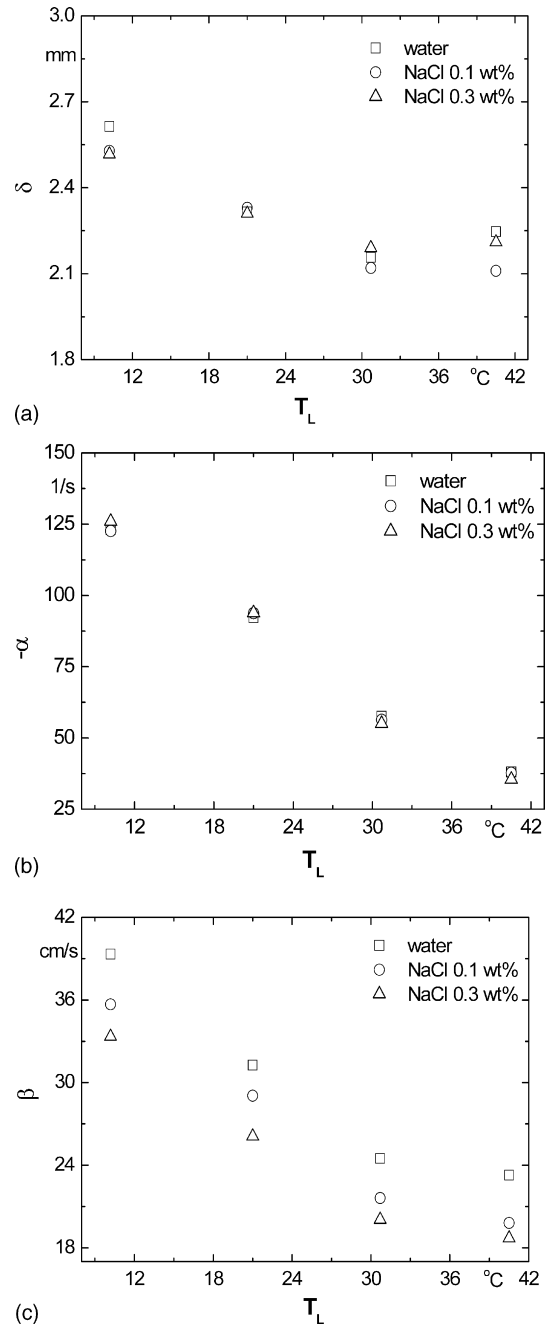 3.0
mm
2.7
2.4
2.1
1.8
δ
□ water
○ NaCl 0.1 wt%
△ NaCl 0.3 wt%
12 18 24 30 36 °C 42
(a)
T_L
150
1/s
125
100
75
50
25
-α
□ water
○ NaCl 0.1 wt%
△ NaCl 0.3 wt%
12 18 24 30 36 °C 42
(b)
T_L
42
cm/s
36
30
24
18
β
□ water
○ NaCl 0.1 wt%
△ NaCl 0.3 wt%
12 18 24 30 36 °C 42
(c)
T_L